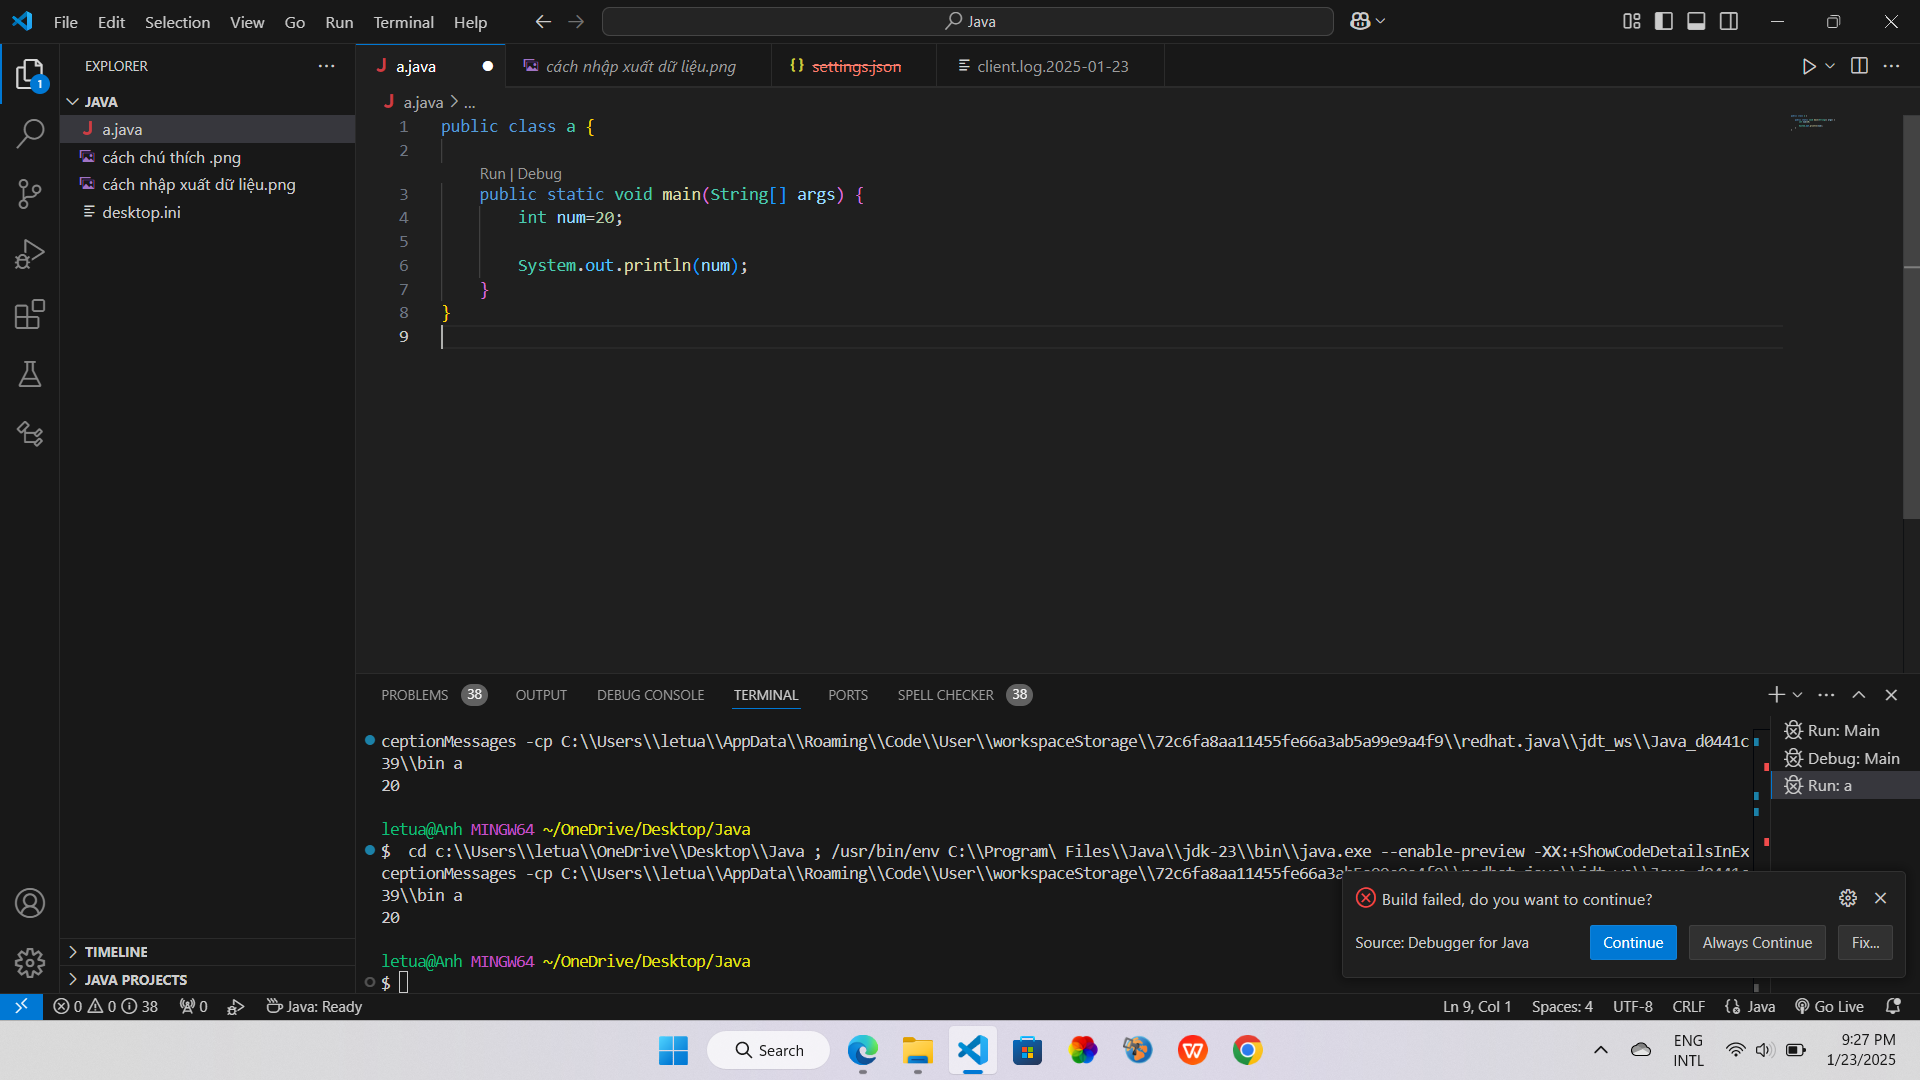 File Edit Selection View Go Run Terminal Help
Java
EXPLORER
JAVA
a.java
cách chú thích .png
cách nhập xuất dữ liệu.png
desktop.ini
TIMELINE
JAVA PROJECTS
1
a.java
cách nhập xuất dữ liệu.png
settings.json
client.log.2025-01-23
a.java > ...
1 public class a {
2
Run | Debug
3 public static void main(String[] args) {
4 int num=20;
5
6 System.out.println(num);
7 }
8 }
9
PROBLEMS 38 OUTPUT DEBUG CONSOLE TERMINAL PORTS SPELL CHECKER 38
ceptionMessages -cp C:\\Users\\letua\\AppData\\Roaming\\Code\\User\\workspaceStorage\\72c6fa8aa11455fe66a3ab5a99e9a4f9\\redhat.java\\jdt_ws\\Java_d0441c
39\\bin a
20
letua@Anh MINGW64 ~/OneDrive/Desktop/Java
$ cd c:\\Users\\letua\\OneDrive\\Desktop\\Java ; /usr/bin/env C:\\Program\ Files\\Java\\jdk-23\\bin\\java.exe --enable-preview -XX:+ShowCodeDetailsInEx
ceptionMessages -cp C:\\Users\\letua\\AppData\\Roaming\\Code\\User\\workspaceStorage\\72c6fa8aa11455fe66a3ab5a99e9a4f9\\redhat.java\\jdt_ws\\Java_d0441c
39\\bin a
20
letua@Anh MINGW64 ~/OneDrive/Desktop/Java
$
Run: Main
Debug: Main
Run: a
Build failed, do you want to continue?
Source: Debugger for Java
Continue
Always Continue
Fix...
0 0 38 0 Java: Ready
Ln 9, Col 1 Spaces: 4 UTF-8 CRLF Java Go Live
Search
ENG
INTL
9:27 PM
1/23/2025